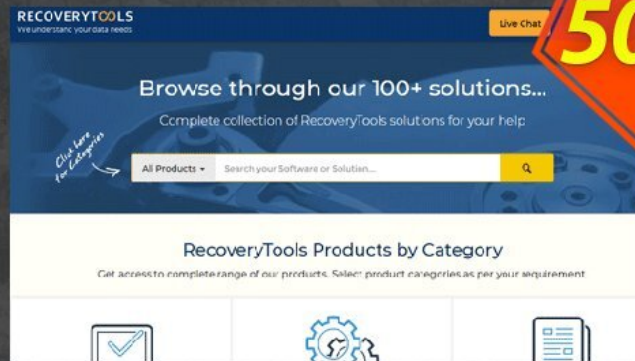 RECOVERYTOOLS
We understand your data needs
Live Chat
50
Browse through our 100+ solutions...
Complete collection of RecoveryTools solutions for your help
Click here
for Categories
All Products
Search your Software or Solution...
RecoveryTools Products by Category
Get access to complete range of our products. Select product categories as per your requirement